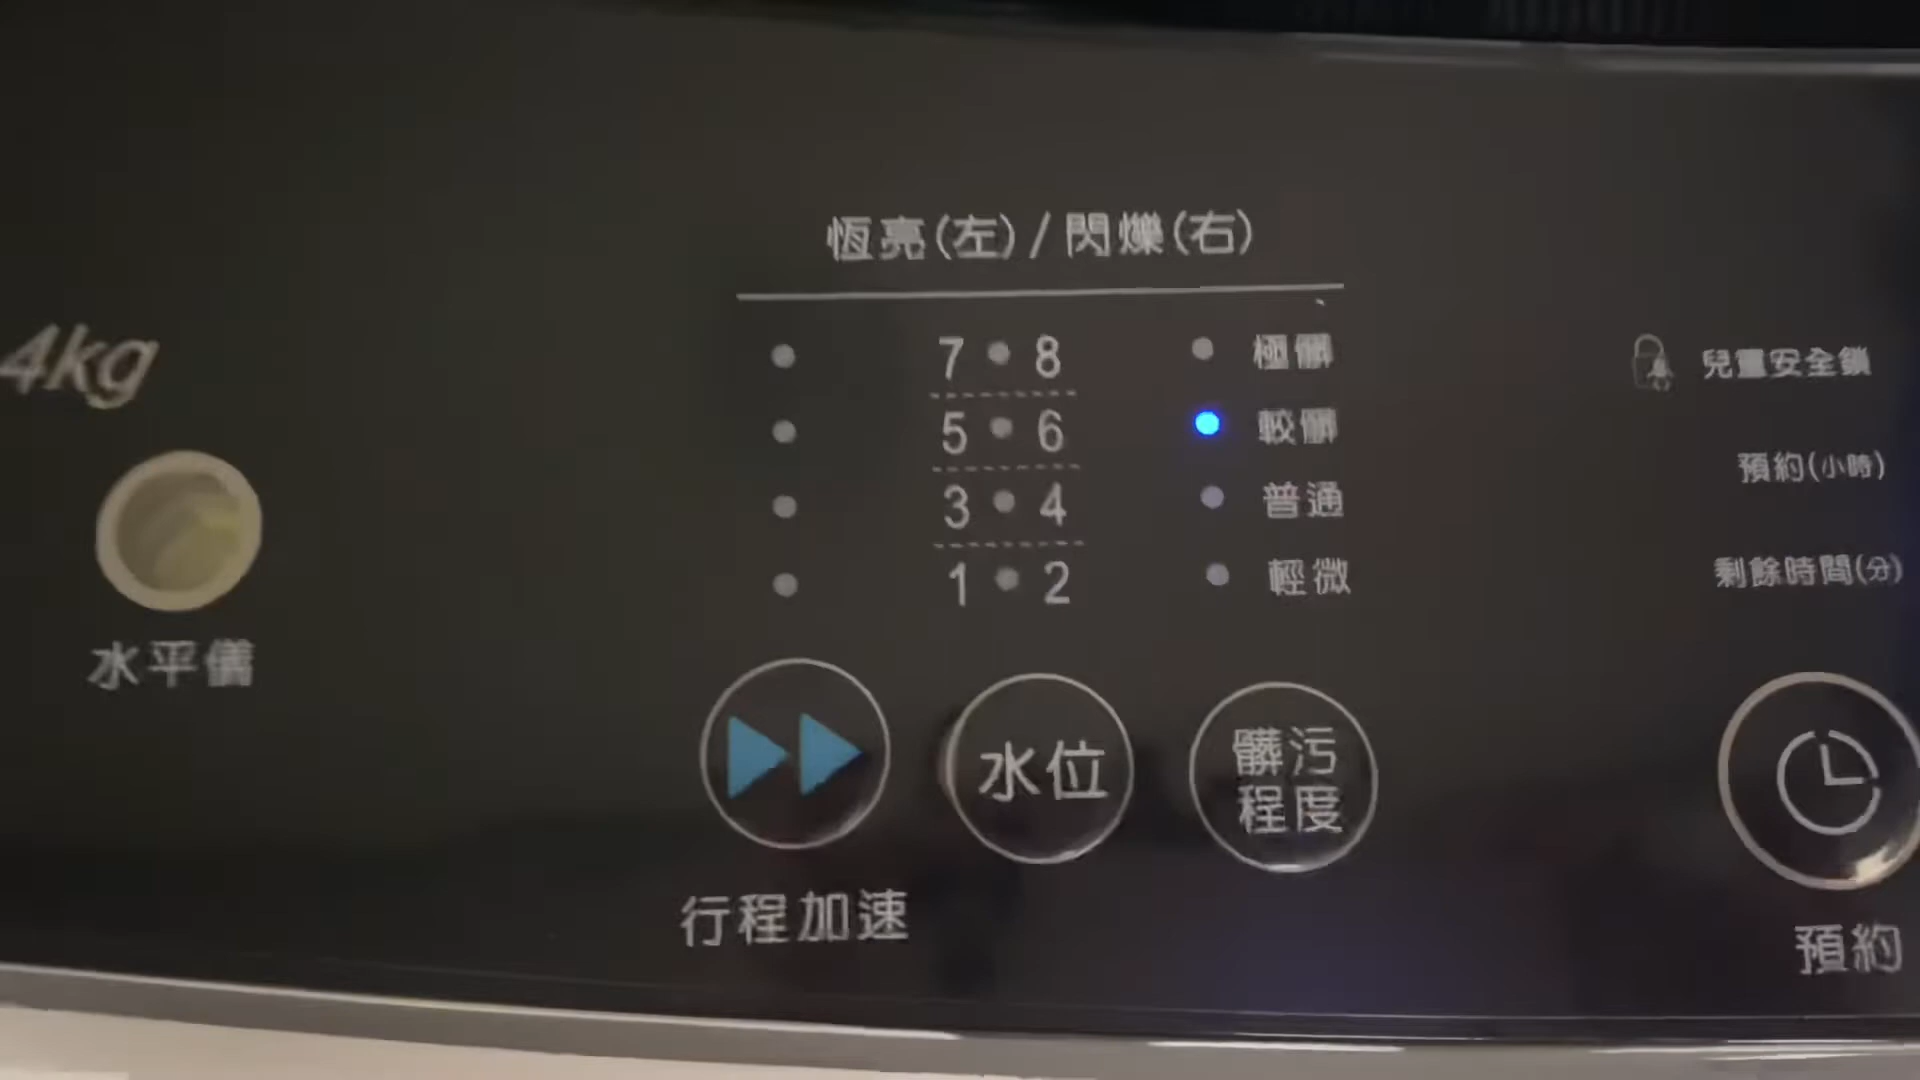 恆亮(左)/閃爍(右)
7 8 極髒
5 6 較髒
3 4 普通
1 2 輕微
4kg
水平儀
兒童安全鎖
預約(小時)
剩餘時間(分)
水位
髒污
程度
行程加速
預約